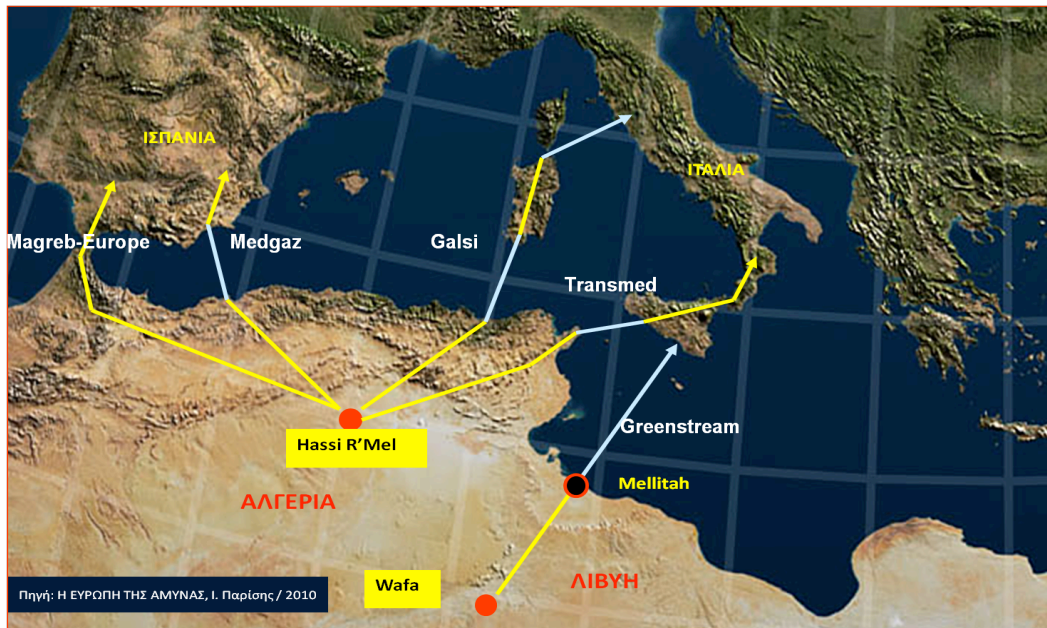 ΙΣΠΑΝΙΑ
ΙΤΑΛΙΑ
Magreb-Europe
Medgaz
Galsi
Transmed
Greenstream
Hassi R’Mel
Mellitah
ΑΛΓΕΡΙΑ
Wafa
ΛΙΒΥΗ
Πηγή: Η ΕΥΡΩΠΗ ΤΗΣ ΑΜΥΝΑΣ, Ι. Παρίσης / 2010